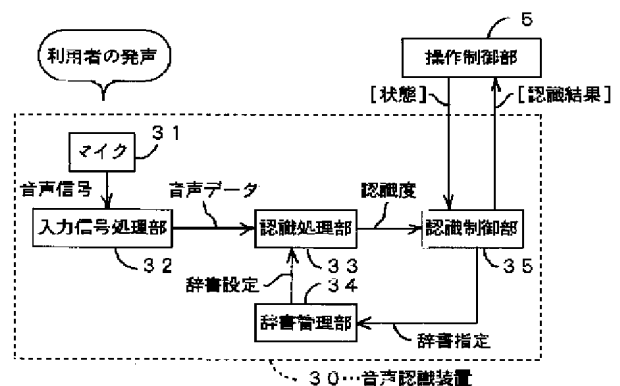 5
利用者の発声
操作制御部
[状態]
[認識結果]
31
マイク
音声信号
音声データ
認識度
入力信号処理部
認識処理部
認識制御部
32
33
35
辞書設定
34
辞書管理部
辞書指定
30…音声認識装置